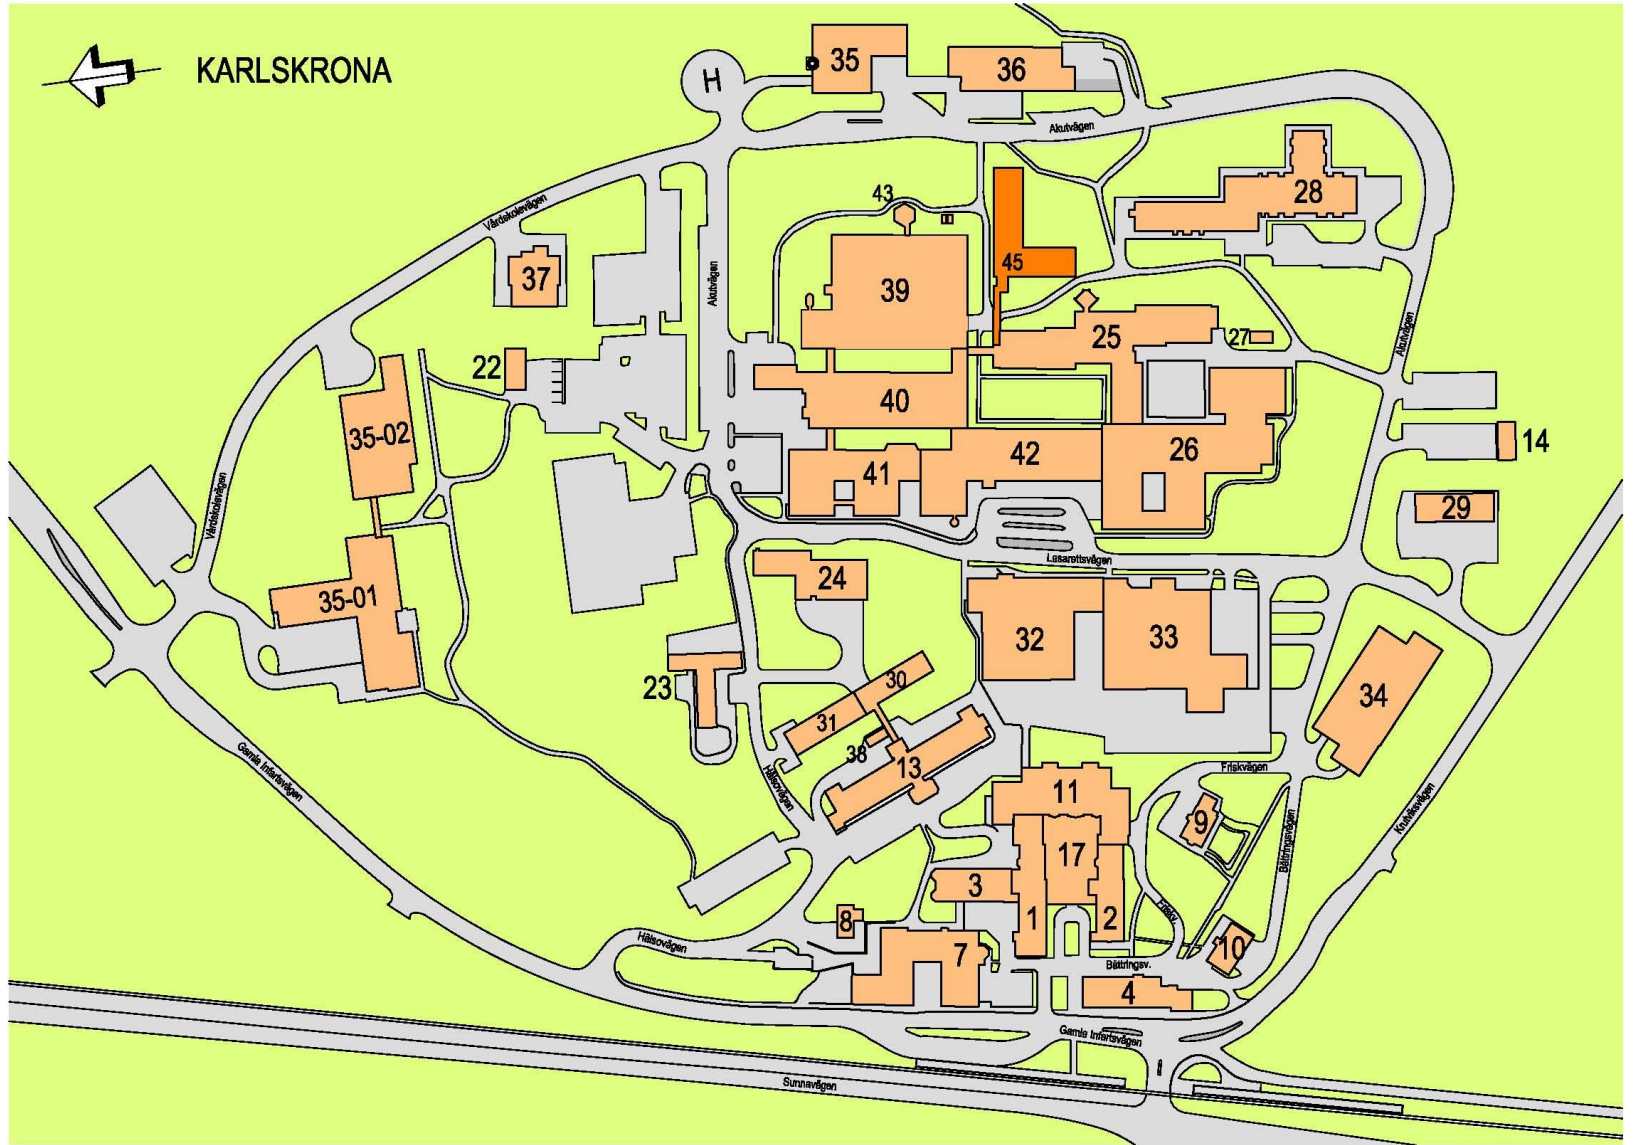 KARLSKRONA
H
35
36
Akutvägen
28
43
Vårdskolevägen
45
37
Akutvägen
39
25
27
Akutvägen
22
40
35-02
42
26
14
41
29
Vårdskolevägen
Lasarettsvägen
24
35-01
32
33
23
30
34
31
38
13
Gamla Infartsvägen
Hälsovägen
Friskvägen
11
9
Krutviksvägen
17
Bättringsvägen
3
8
1
2
Friskv.
Hälsovägen
10
7
Bättringsv.
4
Gamla Infartsvägen
Sunnavägen